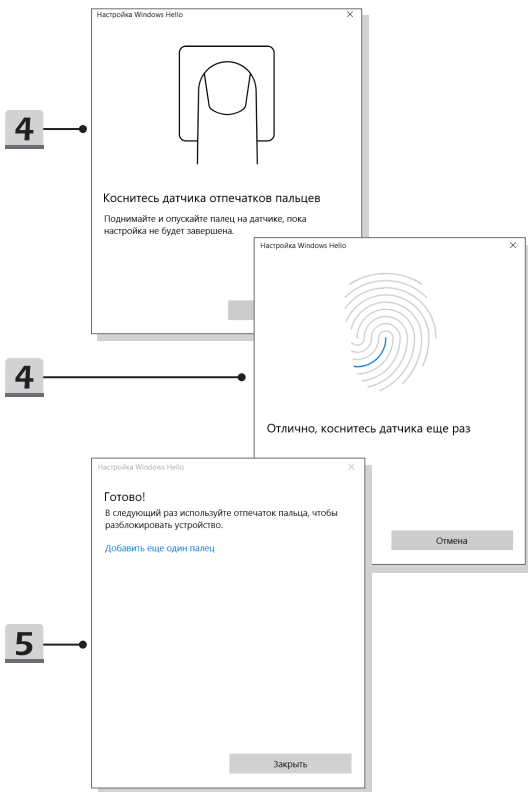 Настройка Windows Hello
4
Коснитесь датчика отпечатков пальцев
Поднимайте и опускайте палец на датчике, пока
настройка не будет завершена.
Настройка Windows Hello
4
Отлично, коснитесь датчика еще раз
Отмена
Настройка Windows Hello
Готово!
В следующий раз используйте отпечаток пальца, чтобы
разблокировать устройство.
Добавить еще один палец
5
Закрыть